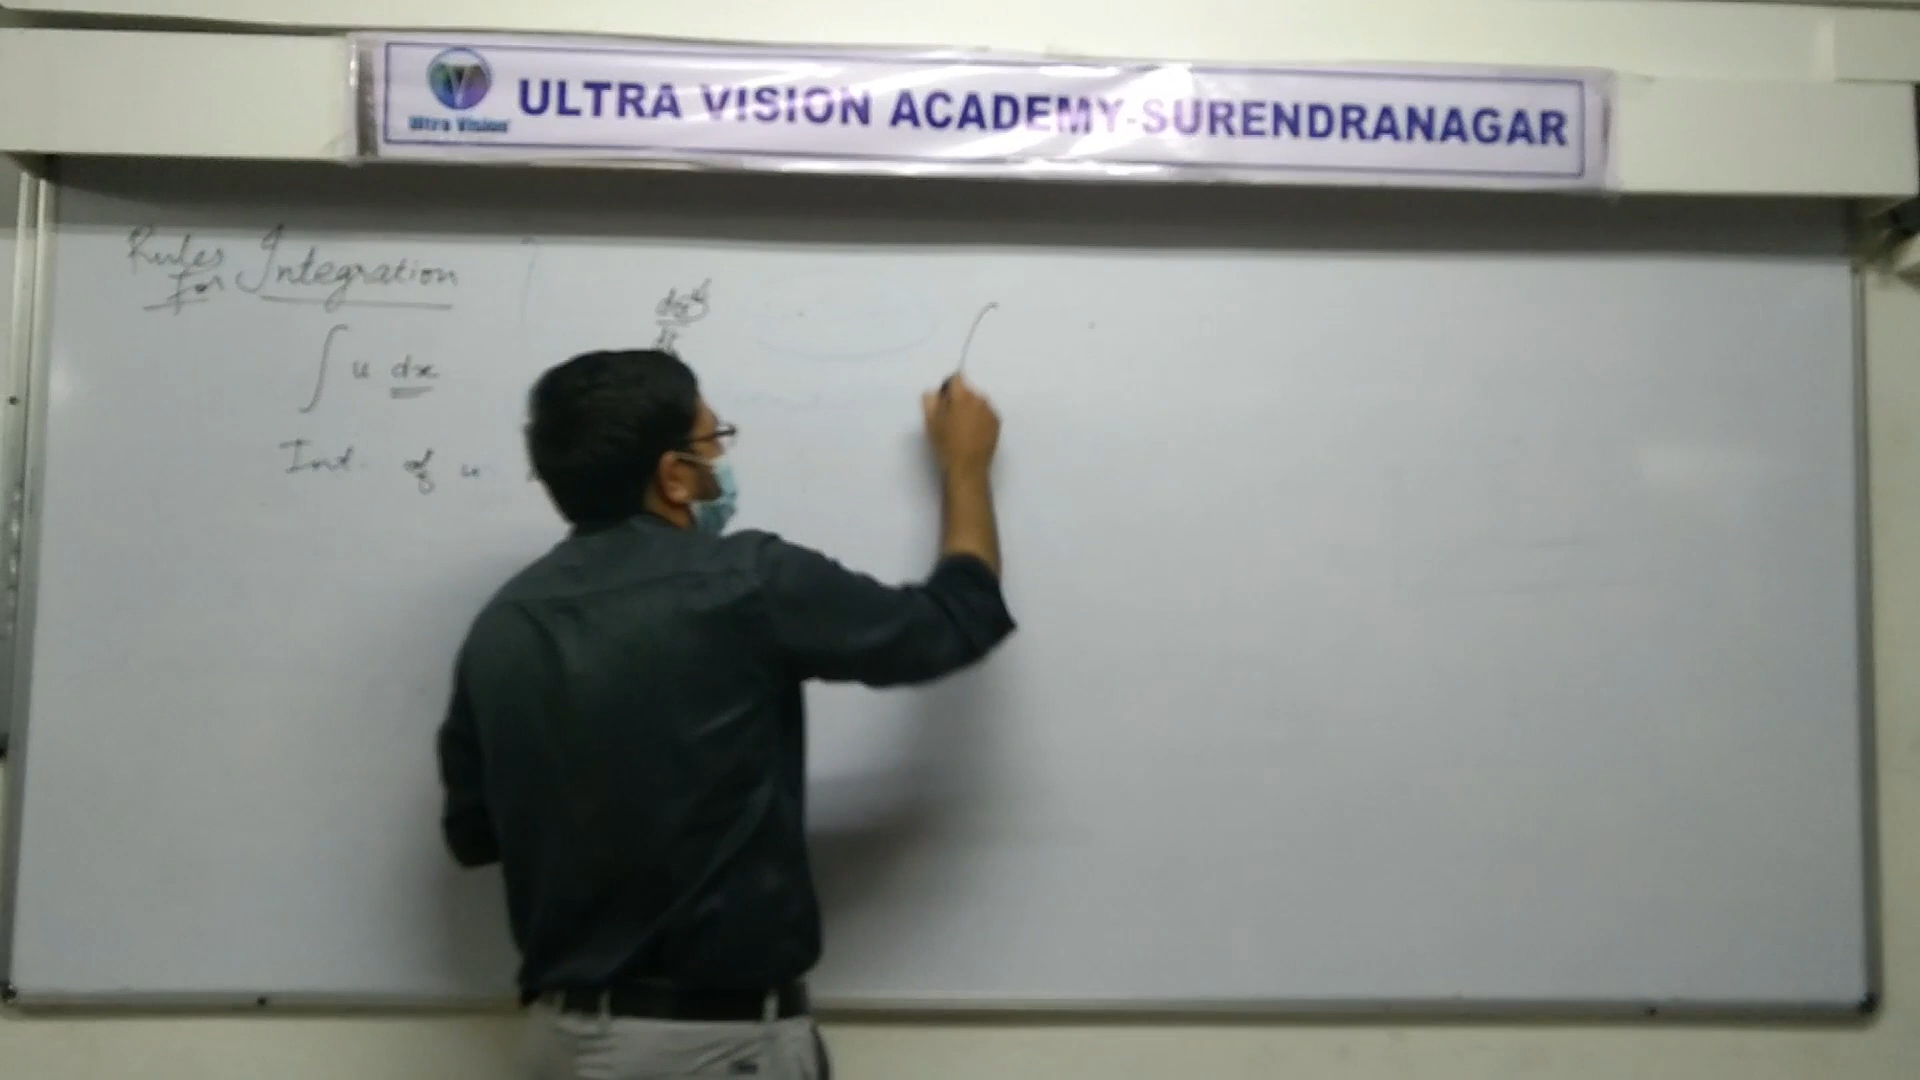 Ultra Vision
ULTRA VISION ACADEMY-SURENDRANAGAR
Rules For Integration
∫ u dx
Int. of u
∫